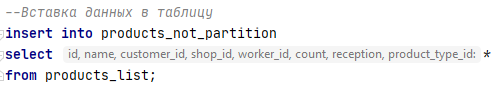 --Вставка данных в таблицу
insert into products_not_partition
select id, name, customer_id, shop_id, worker_id, count, reception, product_type_id: *
from products_list;